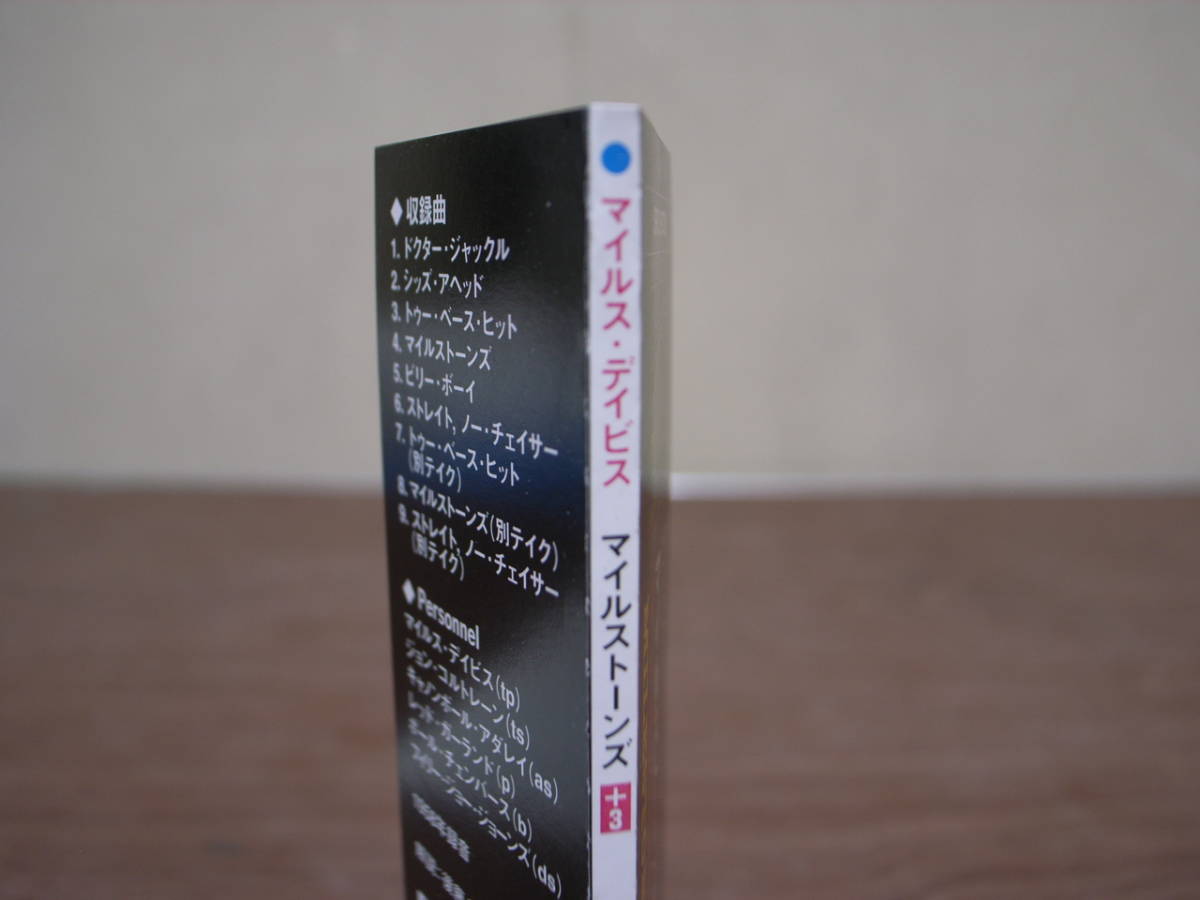 ◆収録曲
1. ドクター・ジャックル
2. シッズ・アヘッド
3. トゥー・ベース・ヒット
4. マイルストーンズ
5. ビリー・ボーイ
6. ストレイト, ノー・チェイサー
7. トゥー・ベース・ヒット
(別テイク)
8. マイルストーンズ(別テイク)
9. ストレイト, ノー・チェイサー
(別テイク)
◆Personnel
マイルス・デイビス(tp)
ジョン・コルトレーン(ts)
キャノンボール・アダレイ(as)
レッド・ガーランド(p)
ポール・チェンバース(b)
フィリー・ジョー・ジョーンズ(ds)
マイルス・デイビス マイルストーンズ +3